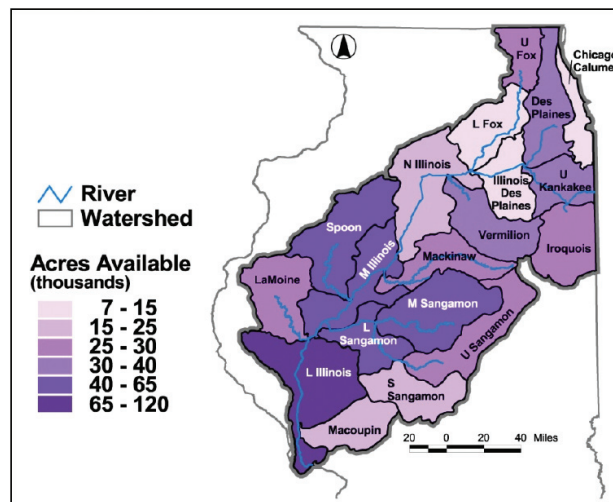 U
Fox
Chicago
Calume
Des
Plaines
L Fox
N Illinois
Illinois
Des
Plaines
U
Kankakee
River
Watershed
Spoon
M Illinois
Vermilion
Iroquois
Mackinaw
Acres Available
(thousands)
LaMoine
M Sangamon
L
Sangamon
U Sangamon
7 - 15
15 - 25
25 - 30
30 - 40
40 - 65
65 - 120
L Illinois
S
Sangamon
Macoupin
20 0 20 40 Miles